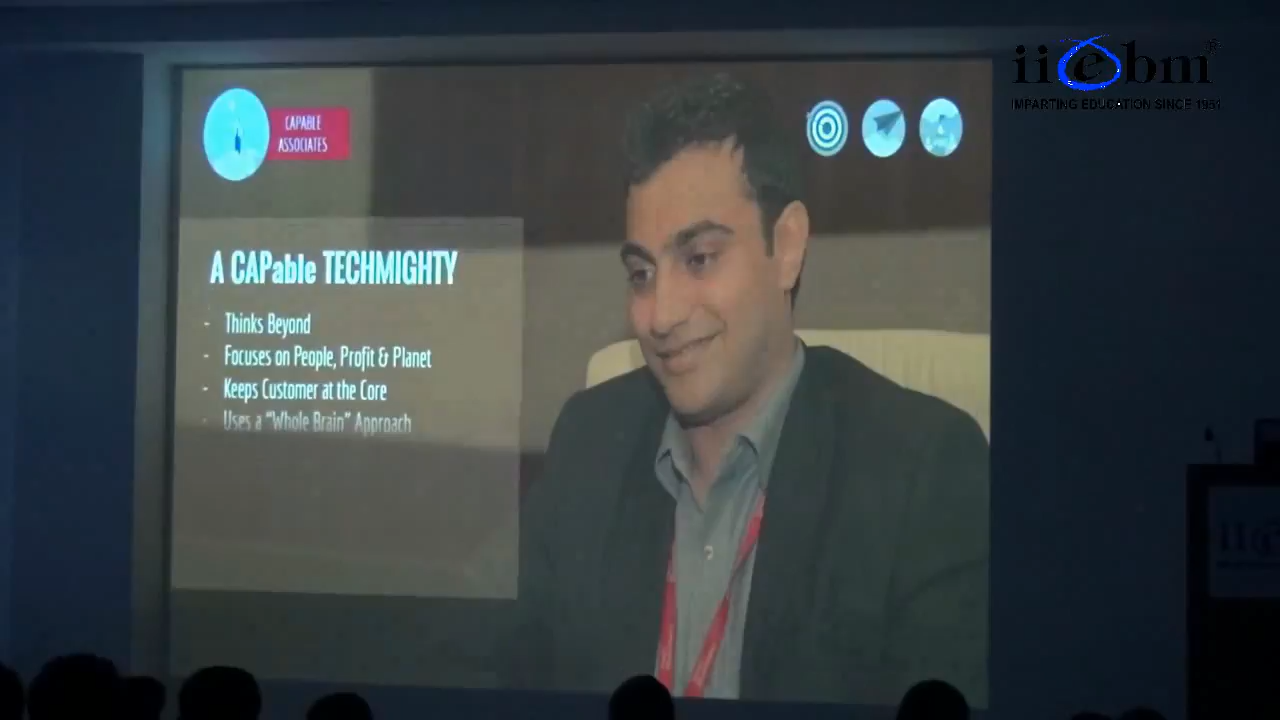 iiebm®
IMPARTING EDUCATION SINCE 1951
CAPABLE
ASSOCIATES
A CAPable TECHMIGHTY
- Thinks Beyond
- Focuses on People, Profit & Planet
- Keeps Customer at the Core
- Uses a "Whole Brain" Approach